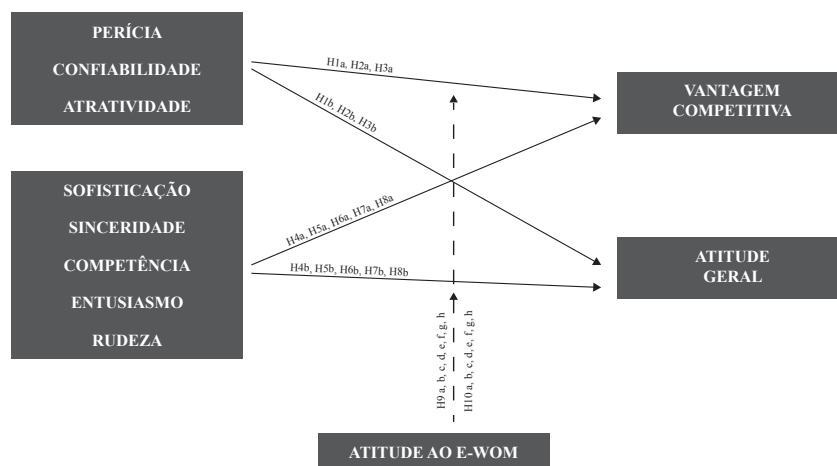 PERÍCIA
CONFIABILIDADE
ATRATIVIDADE
H1a, H2a, H3a
H1b, H2b, H3b
VANTAGEM
COMPETITIVA
SOFISTICAÇÃO
SINCERIDADE
COMPETÊNCIA
ENTUSIASMO
RUDEZA
H4a, H5a, H6a, H7a, H8a
H4b, H5b, H6b, H7b, H8b
ATITUDE
GERAL
H9 a, b, c, d, e, f, g, h
H10 a, b, c, d, e, f, g, h
ATITUDE AO E-WOM